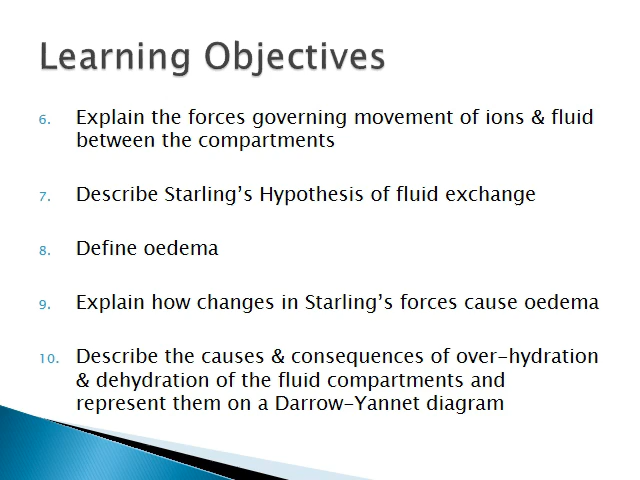 Learning Objectives
6. Explain the forces governing movement of ions & fluid
between the compartments
7. Describe Starling’s Hypothesis of fluid exchange
8. Define oedema
9. Explain how changes in Starling’s forces cause oedema
10. Describe the causes & consequences of over-hydration
& dehydration of the fluid compartments and
represent them on a Darrow-Yannet diagram